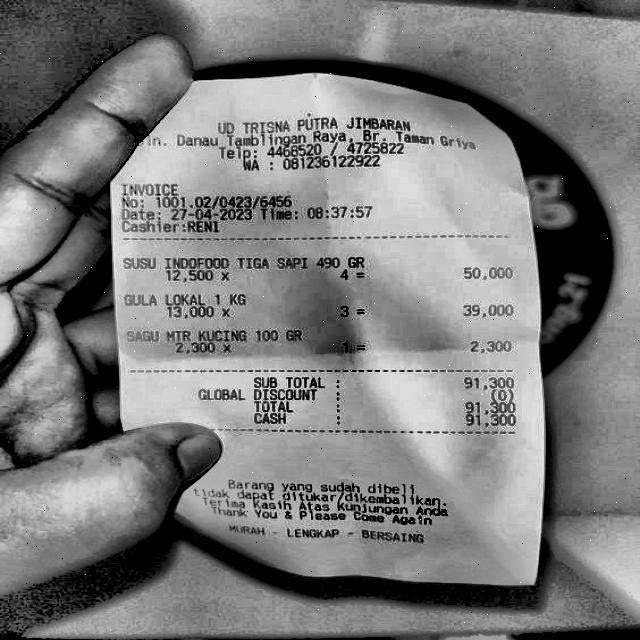 UD TRISNA PUTRA JIMBARAN
Jln. Danau Tamblingan Raya, Br. Taman Griya
Telp: 4468520 / 4725822
WA : 081236122922
INVOICE
No: 1001.02/0423/6456
Date: 27-04-2023 Time: 08:37:57
Cashier:RENI
SUSU INDOFOOD TIGA SAPI 490 GR
12,500 x 4 = 50,000
GULA LOKAL 1 KG
13,000 x 3 = 39,000
SAGU MTR KUCING 100 GR
2,300 x 1 = 2,300
SUB TOTAL : 91,300
GLOBAL DISCOUNT : (0)
TOTAL : 91,300
CASH : 91,300
Barang yang sudah dibeli
tidak dapat ditukar/dikembalikan.
Terima Kasih Atas Kunjungan Anda
Thank You & Please Come Again
MURAH - LENGKAP - BERSAING